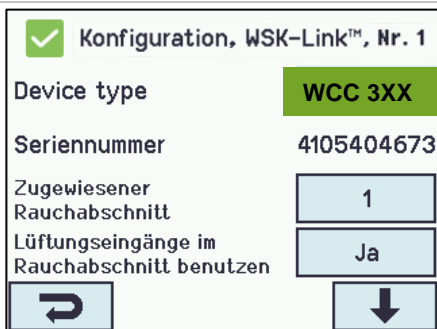 Konfiguration, WSK-Link™, Nr. 1
Device type WCC 3XX
Seriennummer 4105404673
Zugewiesener
Rauchabschnitt 1
Lüftungseingänge im
Rauchabschnitt benutzen Ja